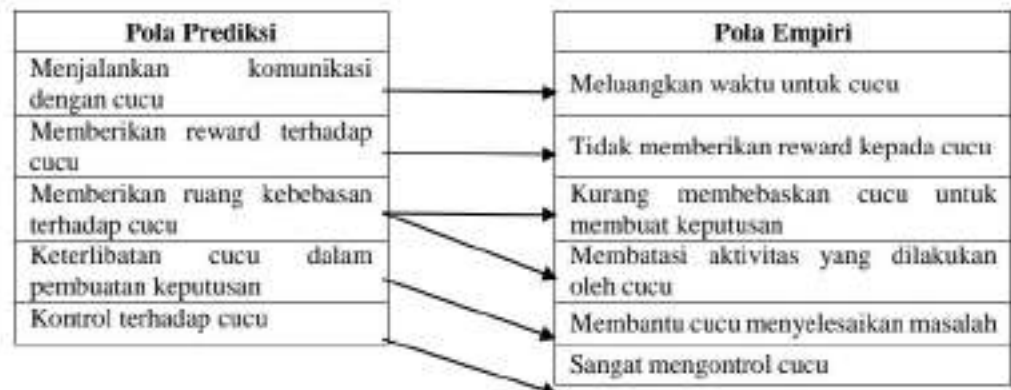 Pola Prediksi
Menjalankan komunikasi
dengan cucu
Memberikan reward terhadap
cucu
Memberikan ruang kebebasan
terhadap cucu
Keterlibatan cucu dalam
pembuatan keputusan
Kontrol terhadap cucu
Pola Empiri
Meluangkan waktu untuk cucu
Tidak memberikan reward kepada cucu
Kurang membebaskan cucu untuk
membuat keputusan
Membatasi aktivitas yang dilakukan
oleh cucu
Membantu cucu menyelesaikan masalah
Sangat mengontrol cucu